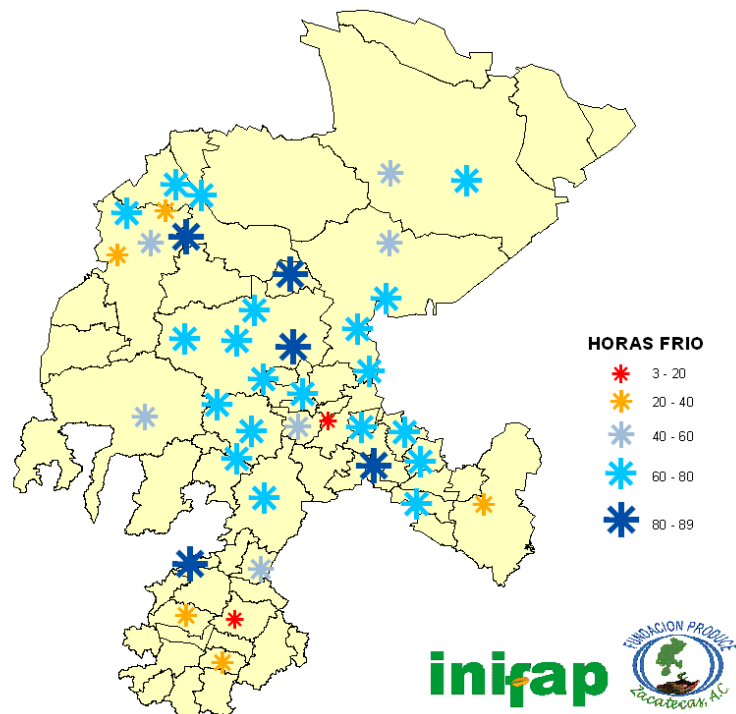 HORAS FRIO
3 - 20
20 - 40
40 - 60
60 - 80
80 - 89
inifap
FUNDACION PRODUCE
Zacatecas, A.C.